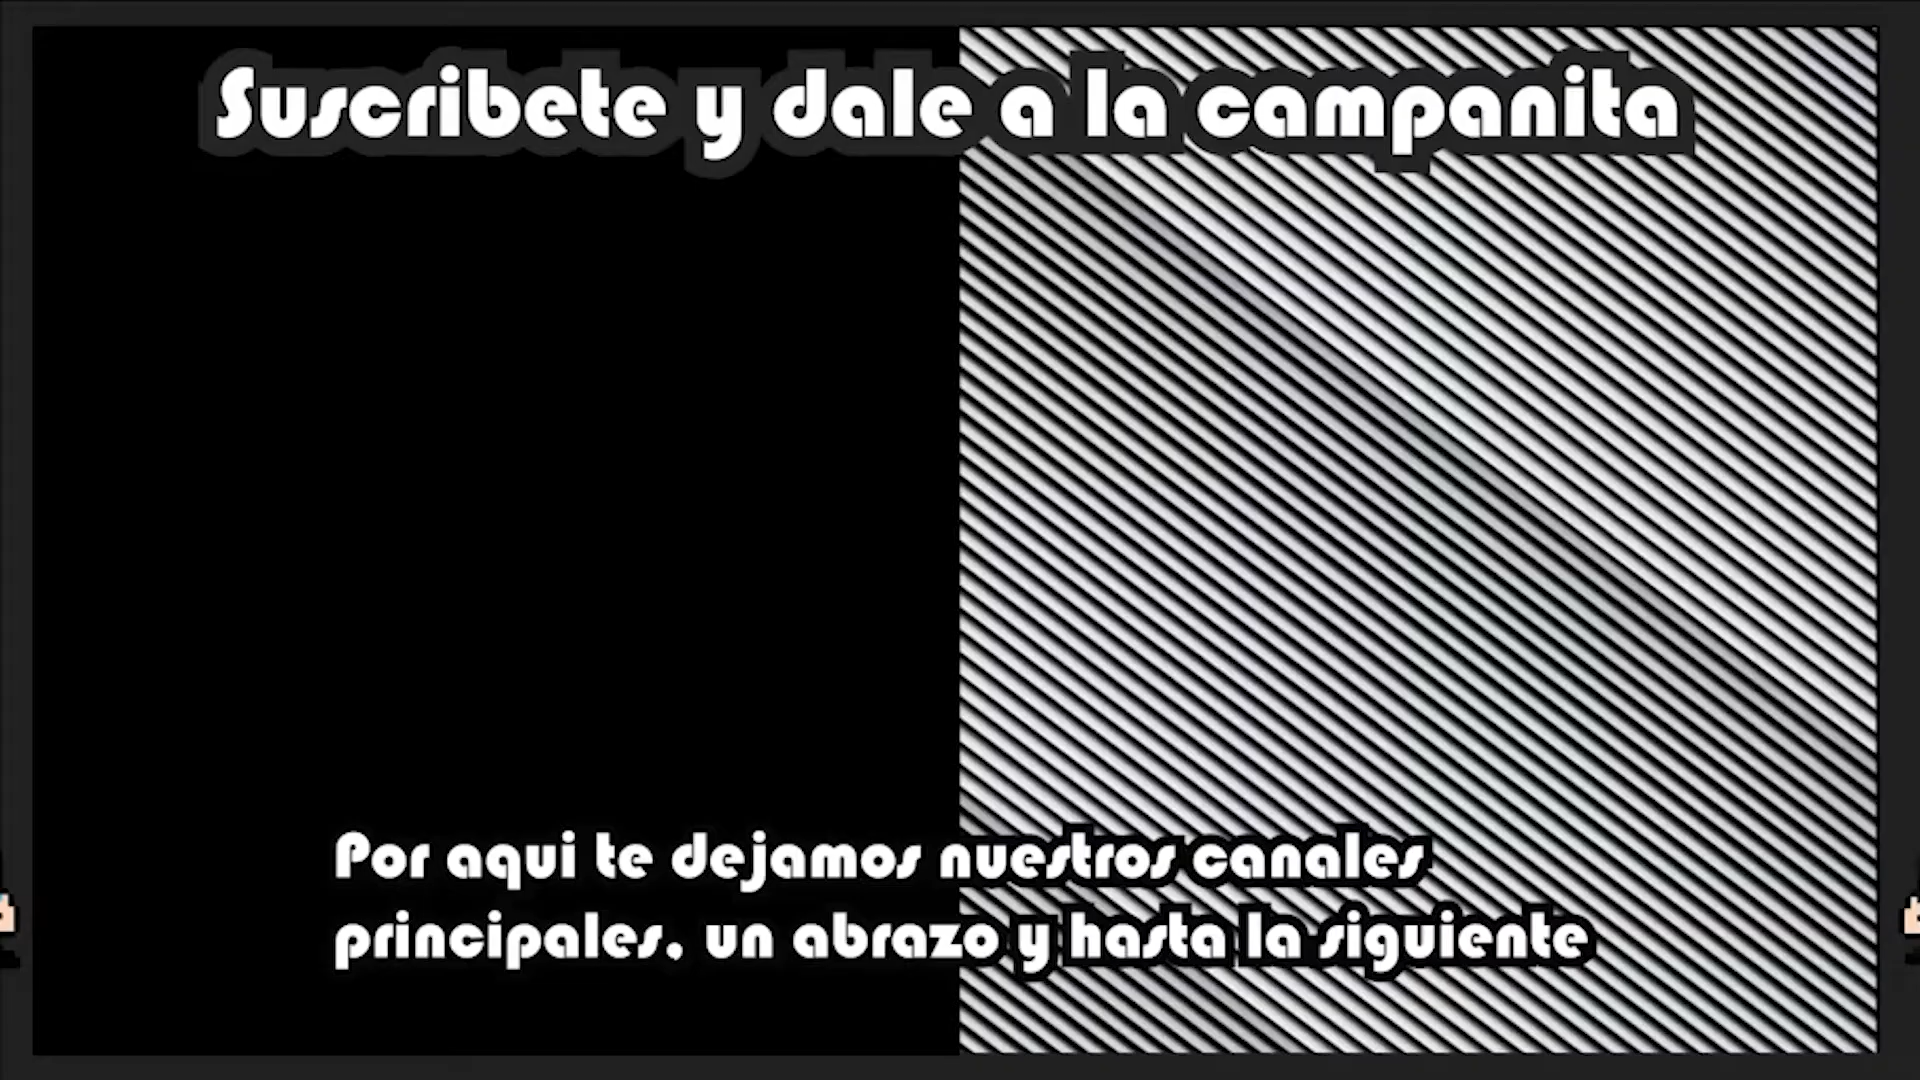 Suscribete y dale a la campanita
Por aqui te dejamos nuestros canales
principales, un abrazo y hasta la siguiente